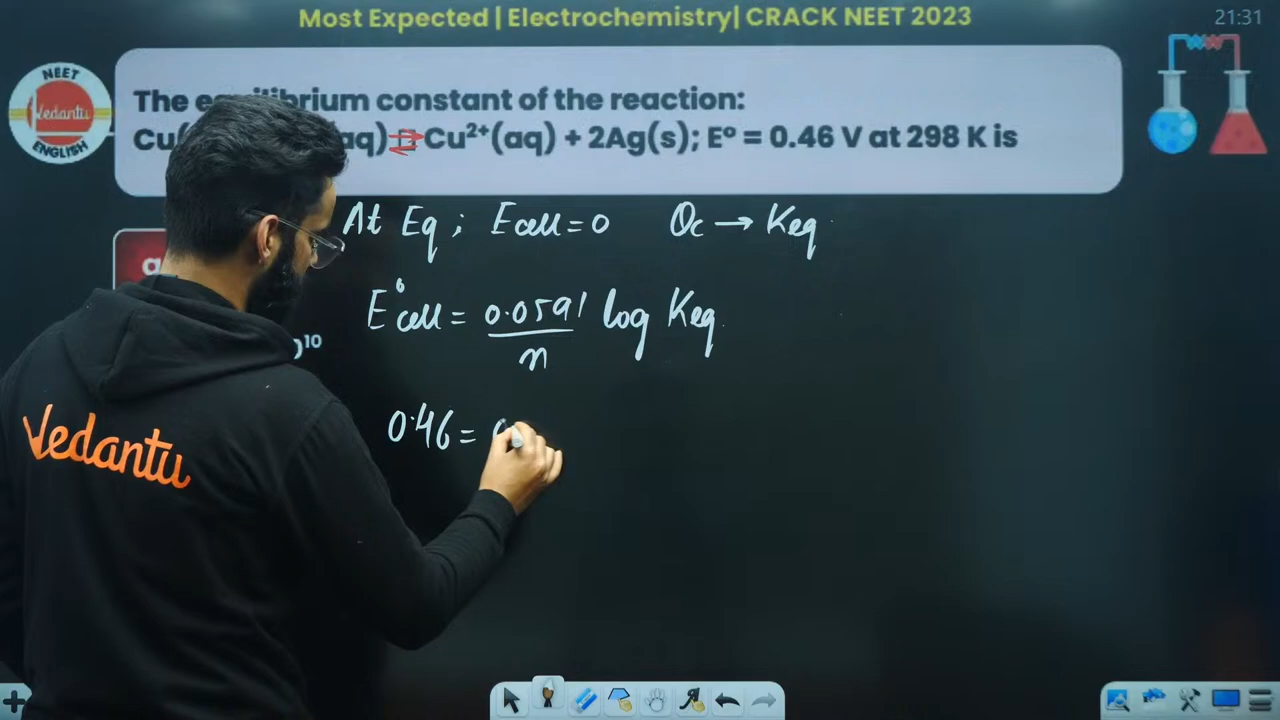 Most Expected | Electrochemistry| CRACK NEET 2023
21:31
NEET
Vedantu
ENGLISH
The constant of the reaction:
Cu( aq) ⇌ Cu²⁺(aq) + 2Ag(s); Eº = 0.46 V at 298 K is
At Eq ; Ecell = 0 Qc → Keq.
E°cell = 0.0591 / n log Keq.
10
0.46 =
Vedantu